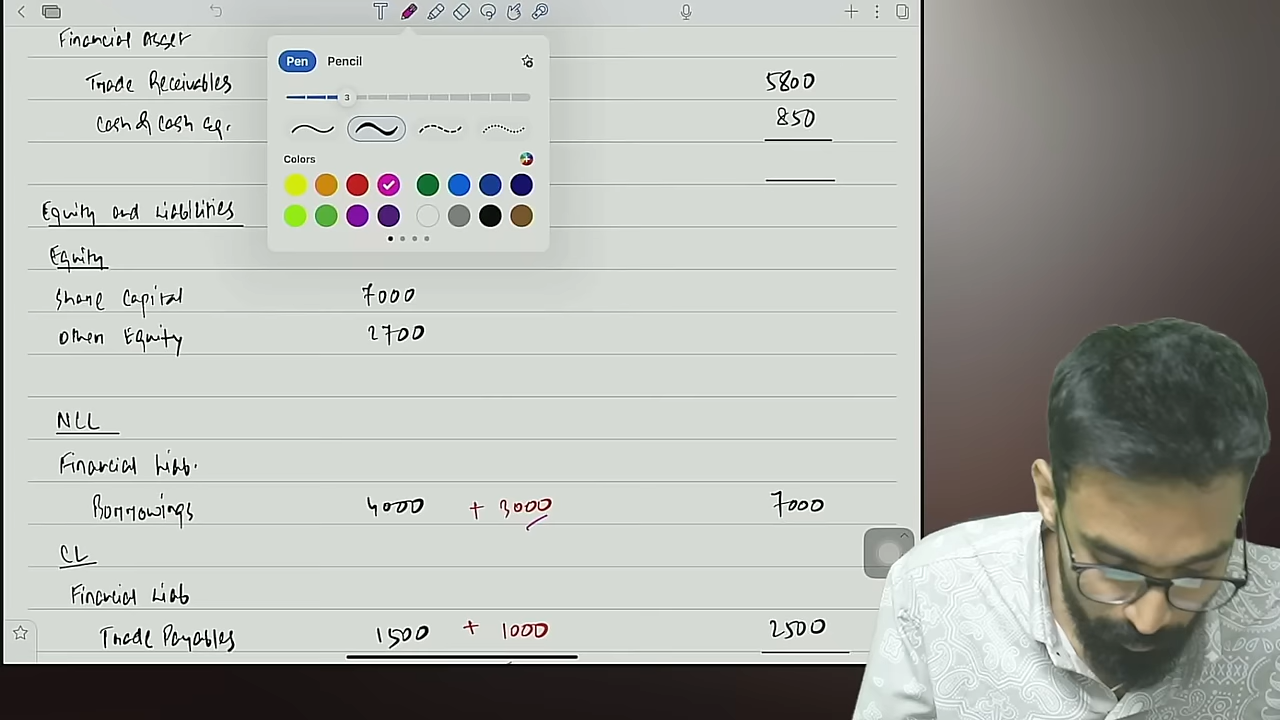 Financial Asset
Pen Pencil
Trade Receivables 5800
3
Cash & Cash Eq. 850
Colors
Equity and Liabilities
Equity
Share Capital 7000
Other Equity 2700
NCL
Financial Liab.
Borrowings 4000 + 3000 7000
CL
Financial Liab
Trade Payables 1500 + 1000 2500